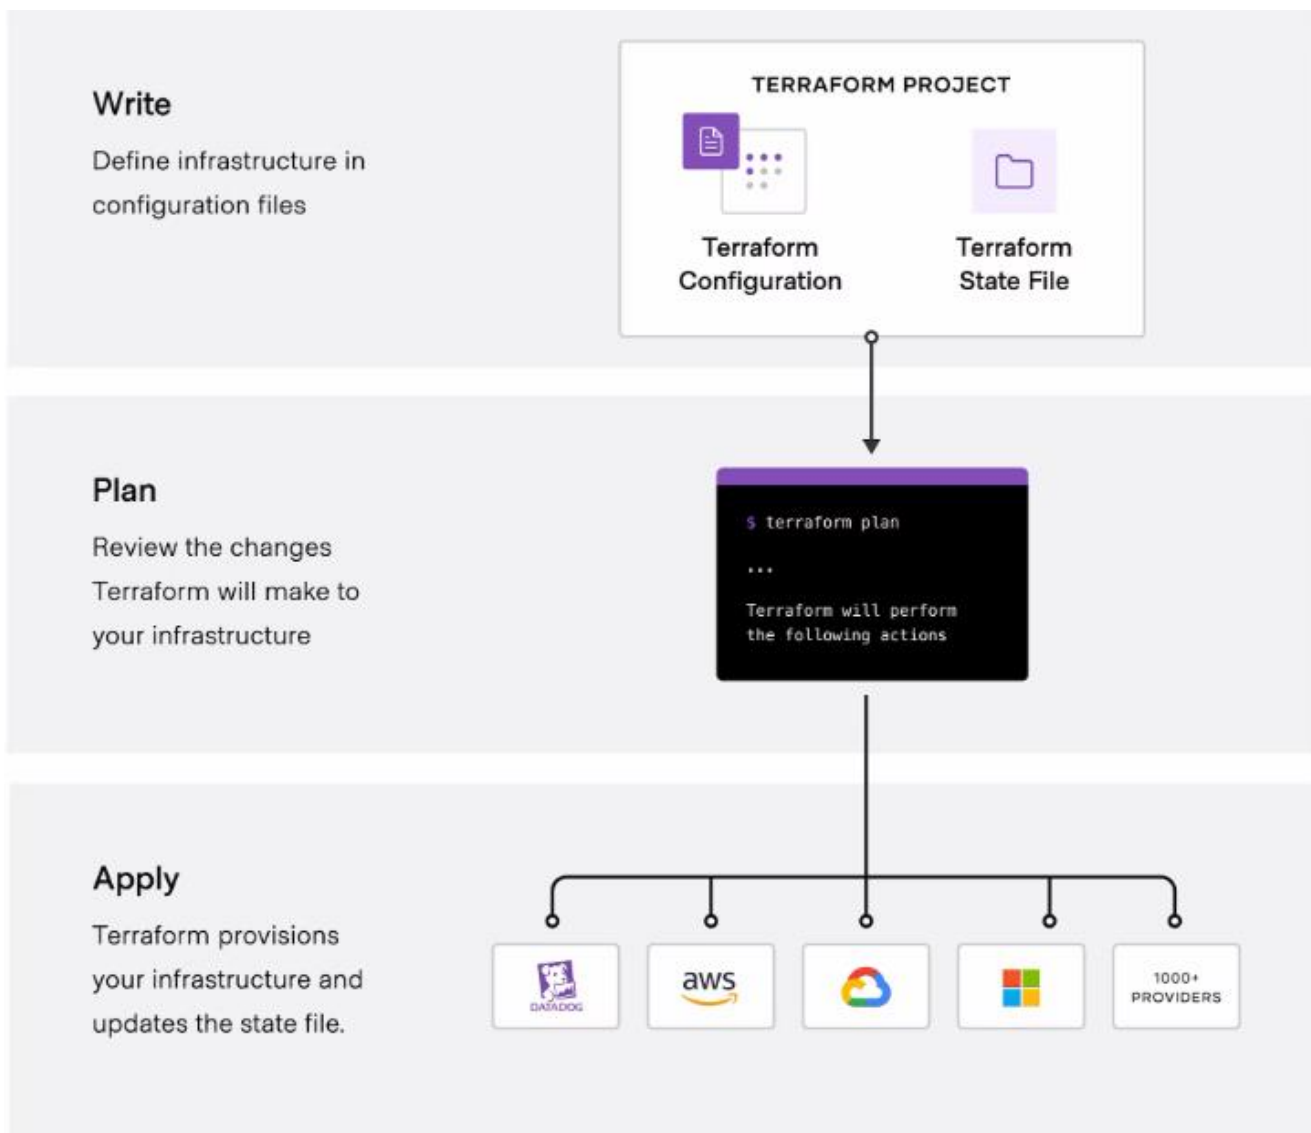 Write
Define infrastructure in
configuration files
TERRAFORM PROJECT
Terraform
Configuration
Terraform
State File
Plan
Review the changes
Terraform will make to
your infrastructure
$ terraform plan
...
Terraform will perform
the following actions
Apply
Terraform provisions
your infrastructure and
updates the state file.
DATADOG
aws
1000+
PROVIDERS